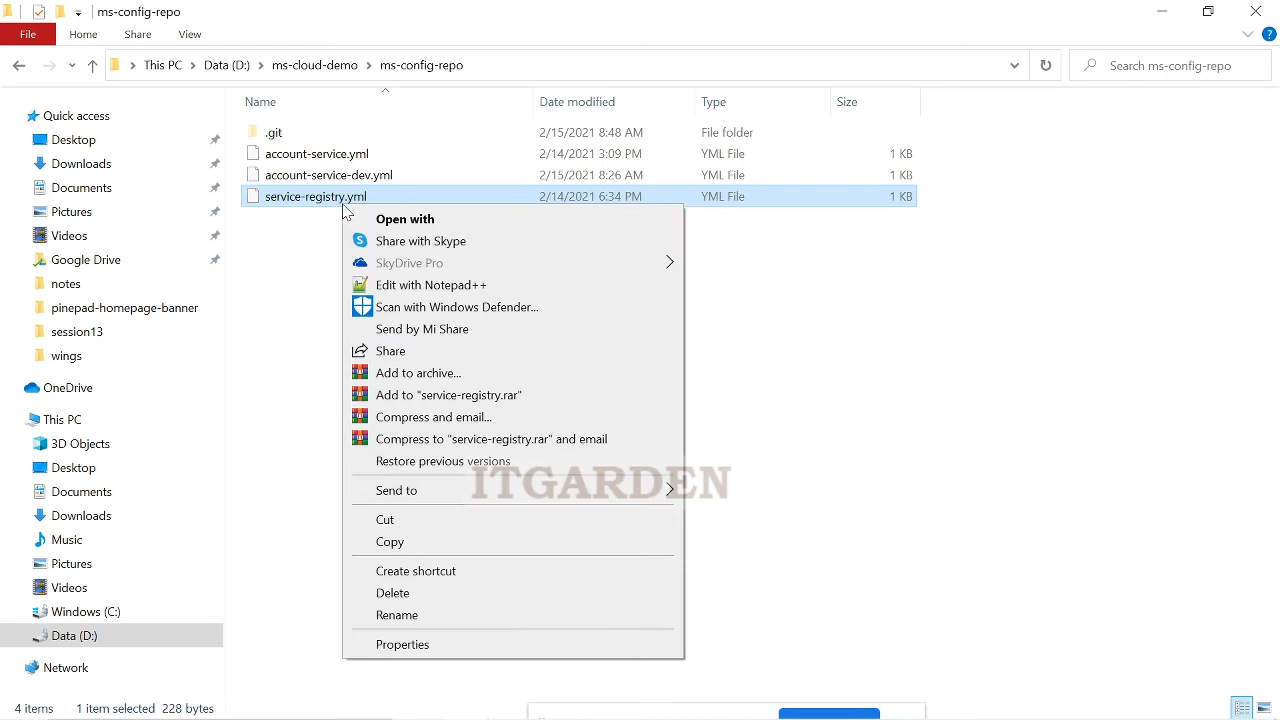 ms-config-repo
File
Home
Share
View
This PC
Data (D:)
ms-cloud-demo
ms-config-repo
Search ms-config-repo
Name
Date modified
Type
Size
.git
2/15/2021 8:48 AM
File folder
account-service.yml
2/14/2021 3:09 PM
YML File
1 KB
account-service-dev.yml
2/15/2021 8:26 AM
YML File
1 KB
service-registry.yml
2/14/2021 6:34 PM
YML File
1 KB
Quick access
Desktop
Downloads
Documents
Pictures
Videos
Google Drive
notes
pinepad-homepage-banner
session13
wings
OneDrive
This PC
3D Objects
Desktop
Documents
Downloads
Music
Pictures
Videos
Windows (C:)
Data (D:)
Network
Open with
Share with Skype
SkyDrive Pro
Edit with Notepad++
Scan with Windows Defender...
Send by Mi Share
Share
Add to archive...
Add to "service-registry.rar"
Compress and email...
Compress to "service-registry.rar" and email
Restore previous versions
Send to
Cut
Copy
Create shortcut
Delete
Rename
Properties
ITGARDEN
4 items
1 item selected 228 bytes